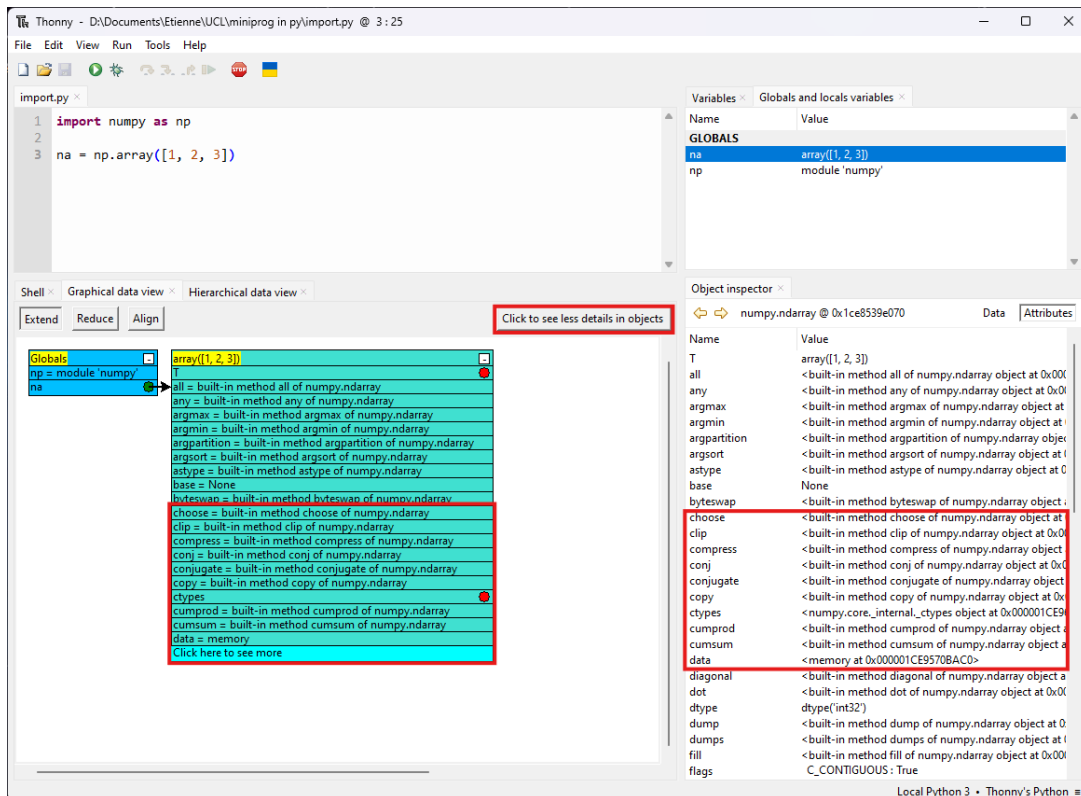 Thonny - D:\Documents\Etienne\UCL\miniprog in py\import.py @ 3 : 25
File Edit View Run Tools Help
STOP
import.py ×
1 import numpy as np
2
3 na = np.array([1, 2, 3])
Variables × Globals and locals variables ×
Name Value
GLOBALS
na array([1, 2, 3])
np module 'numpy'
Shell × Graphical data view × Hierarchical data view ×
Extend Reduce Align Click to see less details in objects
Globals -
np = module 'numpy'
na
array([1, 2, 3]) -
T
all = built-in method all of numpy.ndarray
any = built-in method any of numpy.ndarray
argmax = built-in method argmax of numpy.ndarray
argmin = built-in method argmin of numpy.ndarray
argpartition = built-in method argpartition of numpy.ndarray
argsort = built-in method argsort of numpy.ndarray
astype = built-in method astype of numpy.ndarray
base = None
byteswap = built-in method byteswap of numpy.ndarray
choose = built-in method choose of numpy.ndarray
clip = built-in method clip of numpy.ndarray
compress = built-in method compress of numpy.ndarray
conj = built-in method conj of numpy.ndarray
conjugate = built-in method conjugate of numpy.ndarray
copy = built-in method copy of numpy.ndarray
ctypes
cumprod = built-in method cumprod of numpy.ndarray
cumsum = built-in method cumsum of numpy.ndarray
data = memory
Click here to see more
Object inspector ×
numpy.ndarray @ 0x1ce8539e070 Data Attributes
Name Value
T array([1, 2, 3])
all <built-in method all of numpy.ndarray object at 0x000
any <built-in method any of numpy.ndarray object at 0x00
argmax <built-in method argmax of numpy.ndarray object at
argmin <built-in method argmin of numpy.ndarray object at
argpartition <built-in method argpartition of numpy.ndarray objec
argsort <built-in method argsort of numpy.ndarray object at
astype <built-in method astype of numpy.ndarray object at 0
base None
byteswap <built-in method byteswap of numpy.ndarray object
choose <built-in method choose of numpy.ndarray object at
clip <built-in method clip of numpy.ndarray object at 0x00
compress <built-in method compress of numpy.ndarray object
conj <built-in method conj of numpy.ndarray object at 0x0
conjugate <built-in method conjugate of numpy.ndarray object
copy <built-in method copy of numpy.ndarray object at 0x
ctypes <numpy.core._internal._ctypes object at 0x000001CE9
cumprod <built-in method cumprod of numpy.ndarray object
cumsum <built-in method cumsum of numpy.ndarray object a
data <memory at 0x000001CE9570BAC0>
diagonal <built-in method diagonal of numpy.ndarray object a
dot <built-in method dot of numpy.ndarray object at 0x00
dtype dtype('int32')
dump <built-in method dump of numpy.ndarray object at 0
dumps <built-in method dumps of numpy.ndarray object at
fill <built-in method fill of numpy.ndarray object at 0x000
flags C_CONTIGUOUS : True
Local Python 3 • Thonny's Python ≡